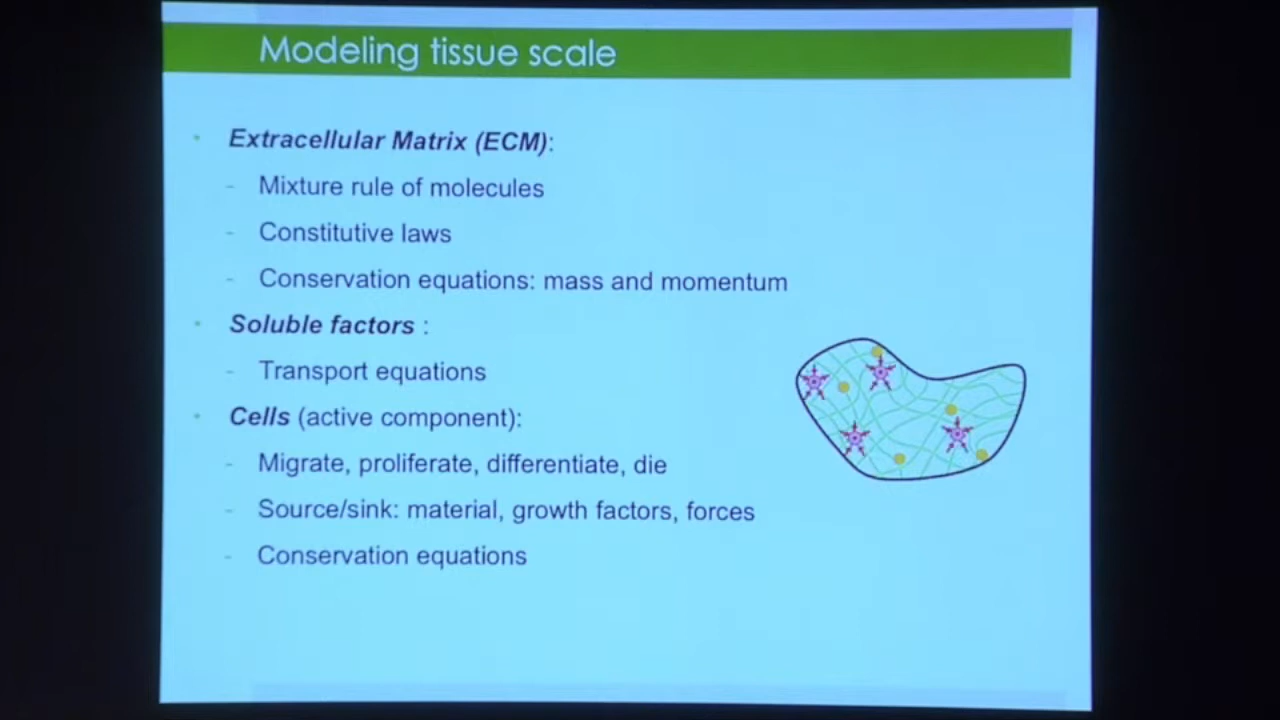 Modeling tissue scale
• Extracellular Matrix (ECM):
- Mixture rule of molecules
- Constitutive laws
- Conservation equations: mass and momentum
• Soluble factors :
- Transport equations
• Cells (active component):
- Migrate, proliferate, differentiate, die
- Source/sink: material, growth factors, forces
- Conservation equations